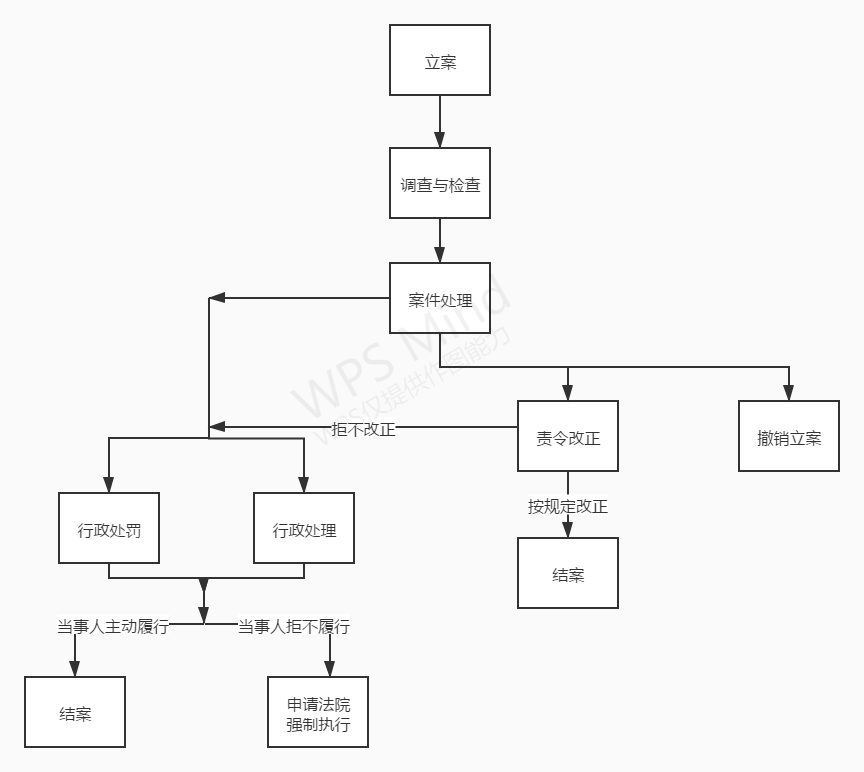 立案
调查与检查
案件处理
WPS Mind
WPS仅提供作图能力
拒不改正
责令改正
撤销立案
按规定改正
行政处罚
行政处理
结案
当事人主动履行
当事人拒不履行
结案
申请法院
强制执行